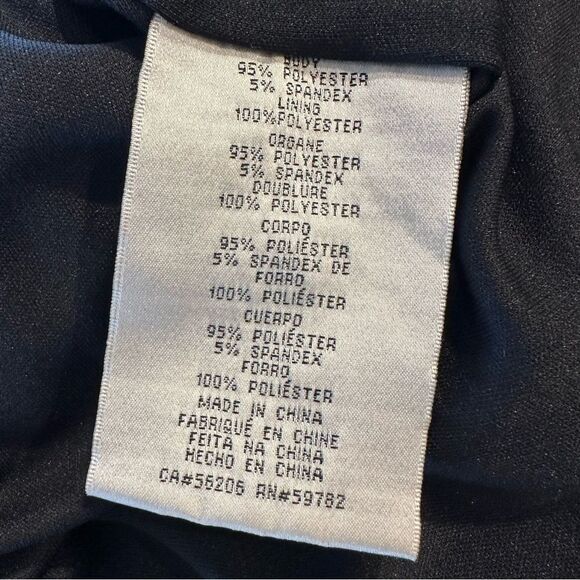 BODY
95% POLYESTER
5% SPANDEX
LINING
100%POLYESTER
ORGANE
95% POLYESTER
5% SPANDEX
DOUBLURE
100% POLYESTER
CORPO
95% POLIÉSTER
5% SPANDEX DE
FORRO
100% POLIÉSTER
CUERPO
95% POLIÉSTER
5% SPANDEX
FORRO
100% POLIÉSTER
MADE IN CHINA
FABRIQUÉ EN CHINE
FEITA NA CHINA
HECHO EN CHINA
CA#56206 RN#59782